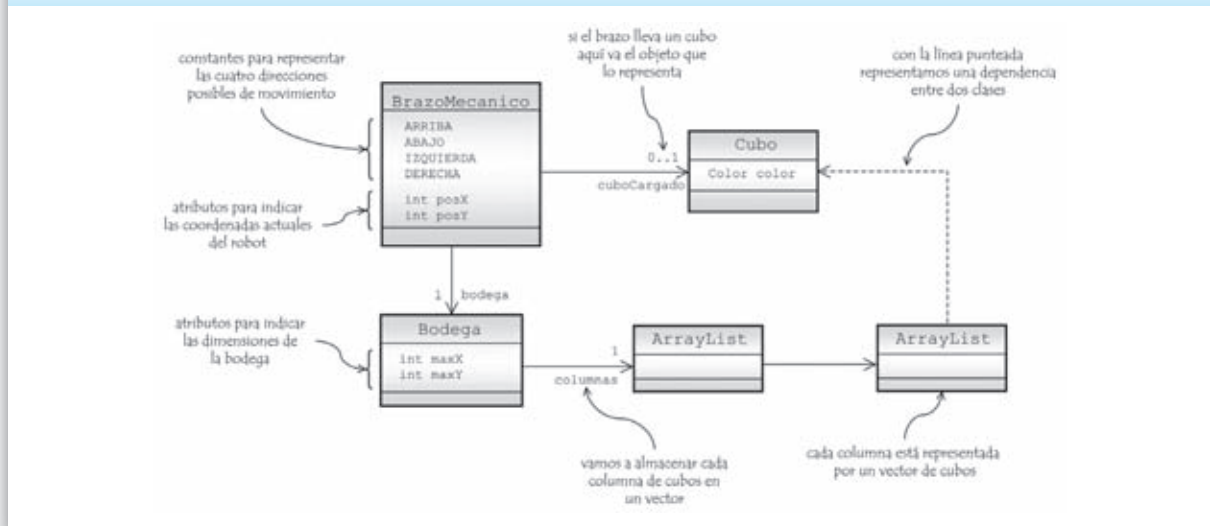 constantes para representar
las cuatro direcciones
posibles de movimiento
si el brazo lleva un cubo
aquí va el objeto que
lo representa
con la línea punteada
representamos una dependencia
entre dos clases
BrazoMecanico
ARRIBA
ABAJO
IZQUIERDA
DERECHA
int posX
int posY
0..1
cuboCargado
Cubo
Color color
atributos para indicar
las coordenadas actuales
del robot
1
bodega
atributos para indicar
las dimensiones de
la bodega
Bodega
int maxX
int maxY
1
columnas
ArrayList
ArrayList
vamos a almacenar cada
columna de cubos en
un vector
cada columna está representada
por un vector de cubos